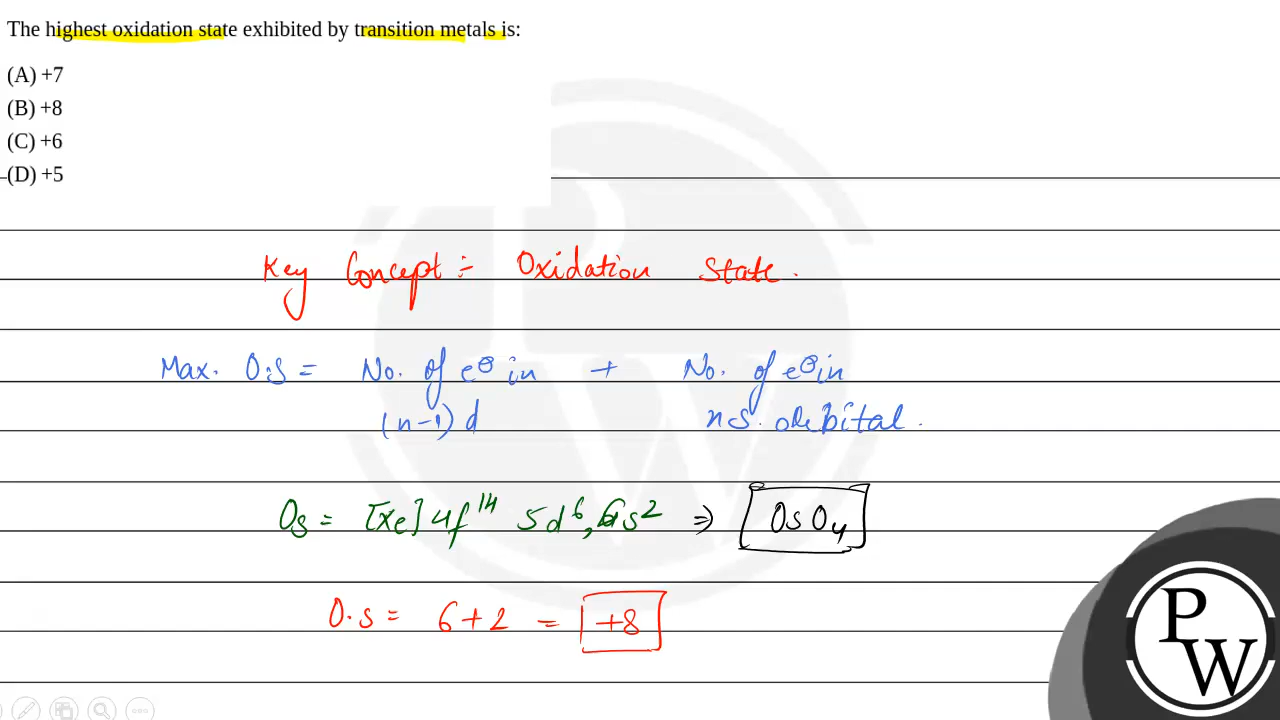 The highest oxidation state exhibited by transition metals is:
(A) +7
(B) +8
(C) +6
(D) +5
Key Concept :- Oxidation State.
Max. O.S = No. of e⊖ in + No. of e⊖ in
(n-1) d ns. orbital.
Os = [Xe] 4f¹⁴ 5d⁶, 6s² ⇒ OsO₄
O.S = 6+2 = +8
P
W